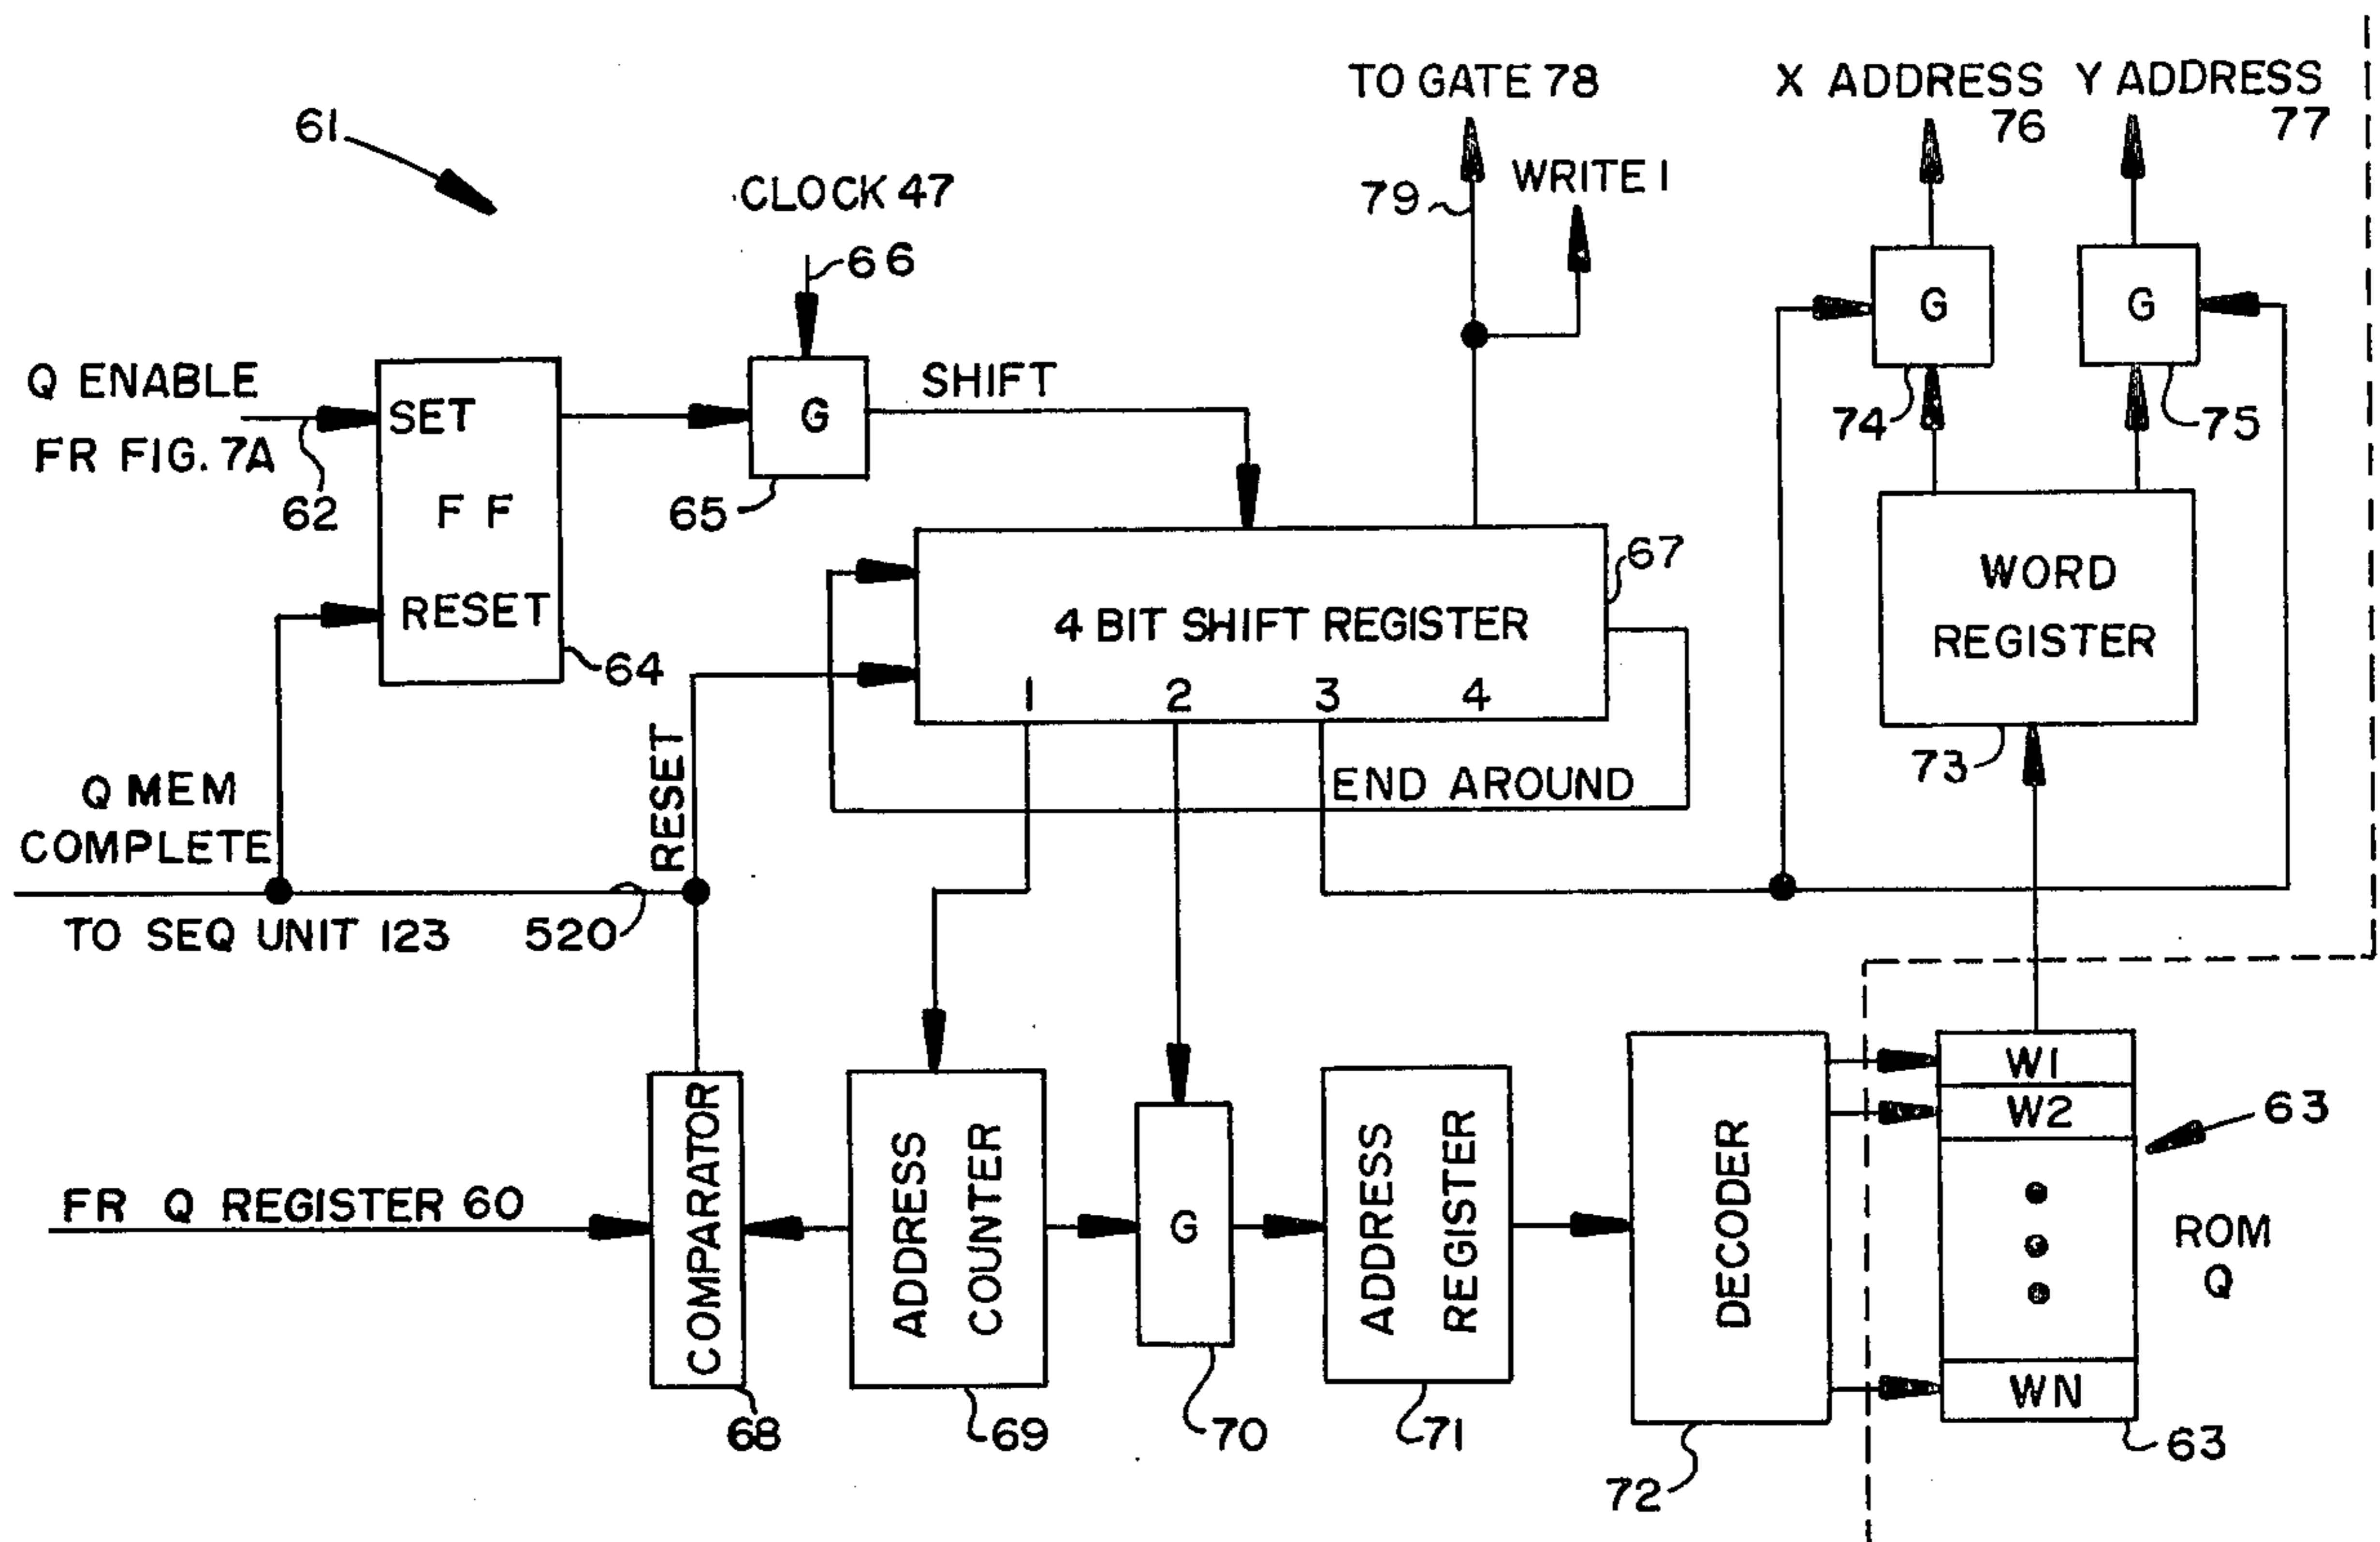 TO GATE 78
X ADDRESS
76
Y ADDRESS
77
61
CLOCK 47
66
79
WRITE 1
Q ENABLE
FR FIG. 7A
62
SET
FF
RESET
64
G
65
SHIFT
G
74
G
75
4 BIT SHIFT REGISTER
1 2 3 4
67
WORD
REGISTER
73
END AROUND
RESET
Q MEM
COMPLETE
TO SEQ UNIT 123
520
FR Q REGISTER 60
COMPARATOR
68
ADDRESS
COUNTER
69
G
70
ADDRESS
REGISTER
71
DECODER
72
W1
W2
WN
63
ROM
Q
63